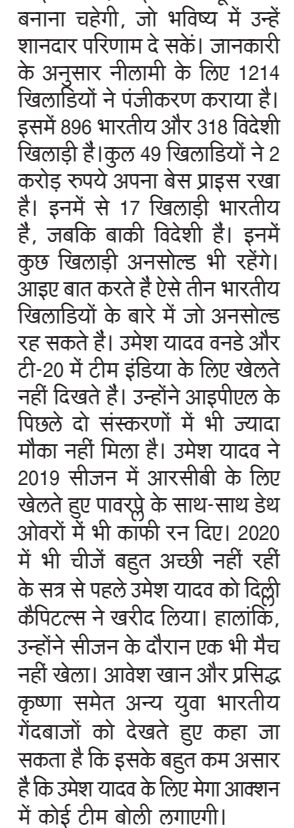 बनाना चहेगी, जो भविष्य में उन्हें
शानदार परिणाम दे सकें। जानकारी
के अनुसार नीलामी के लिए 1214
खिलाडियों ने पंजीकरण कराया है।
इसमें 896 भारतीय और 318 विदेशी
खिलाड़ी हैं।कुल 49 खिलाडियों ने 2
करोड़ रुपये अपना बेस प्राइस रखा
है। इनमें से 17 खिलाड़ी भारतीय
है, जबकि बाकी विदेशी है। इनमें
कुछ खिलाड़ी अनसोल्ड भी रहेंगे।
आइए बात करते है ऐसे तीन भारतीय
खिलाडियों के बारे में जो अनसोल्ड
रह सकते हैं। उमेश यादव वनडे और
टी-20 में टीम इंडिया के लिए खेलते
नहीं दिखते हैं। उन्होंने आइपीएल के
पिछले दो संस्करणों में भी ज्यादा
मौका नहीं मिला है। उमेश यादव ने
2019 सीजन में आरसीबी के लिए
खेलते हुए पावरप्ले के साथ-साथ डेथ
ओवरों में भी काफी रन दिए। 2020
में भी चीजें बहुत अच्छी नहीं रहीं
के सत्र से पहले उमेश यादव को दिल्ली
कैपिटल्स ने खरीद लिया। हालांकि,
उन्होंने सीजन के दौरान एक भी मैच
नहीं खेला। आवेश खान और प्रसिद्ध
कृष्णा समेत अन्य युवा भारतीय
गेंदबाजों को देखते हुए कहा जा
सकता है कि इसके बहुत कम असार
है कि उमेश यादव के लिए मेगा आक्शन
में कोई टीम बोली लगाएगी।